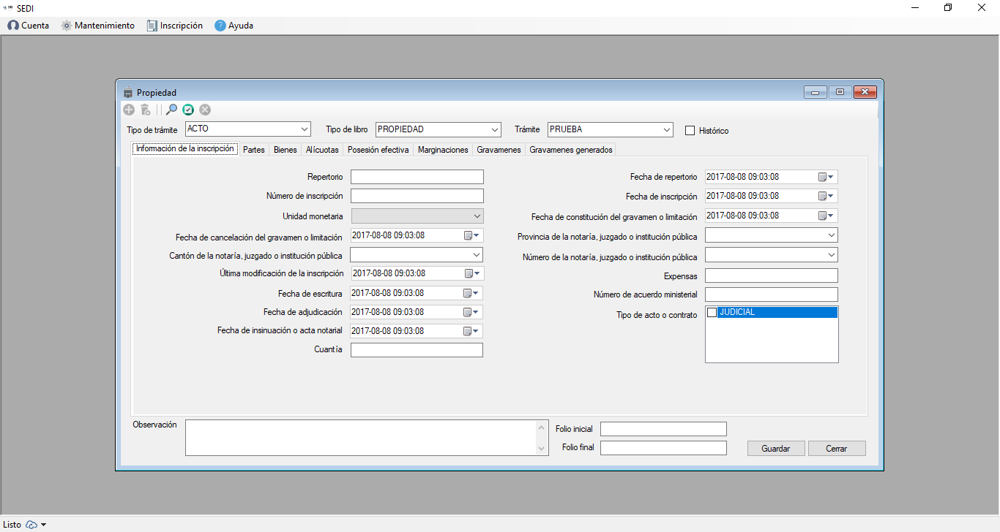 SEDI
Cuenta Mantenimiento Inscripción Ayuda
Propiedad
Tipo de trámite ACTO Tipo de libro PROPIEDAD Trámite PRUEBA Histórico
Información de la inscripción Partes Bienes Alícuotas Posesión efectiva Marginaciones Gravamenes Gravamenes generados
Repertorio Fecha de repertorio 2017-08-08 09:03:08
Número de inscripción Fecha de inscripción 2017-08-08 09:03:08
Unidad monetaria Fecha de constitución del gravamen o limitación 2017-08-08 09:03:08
Fecha de cancelación del gravamen o limitación 2017-08-08 09:03:08 Provincia de la notaría, juzgado o institución pública
Cantón de la notaría, juzgado o institución pública Número de la notaría, juzgado o institución pública
Última modificación de la inscripción 2017-08-08 09:03:08 Expensas
Fecha de escritura 2017-08-08 09:03:08 Número de acuerdo ministerial
Fecha de adjudicación 2017-08-08 09:03:08 Tipo de acto o contrato JUDICIAL
Fecha de insinuación o acta notarial 2017-08-08 09:03:08
Cuantía
Observación Folio inicial
Folio final Guardar Cerrar
Listo